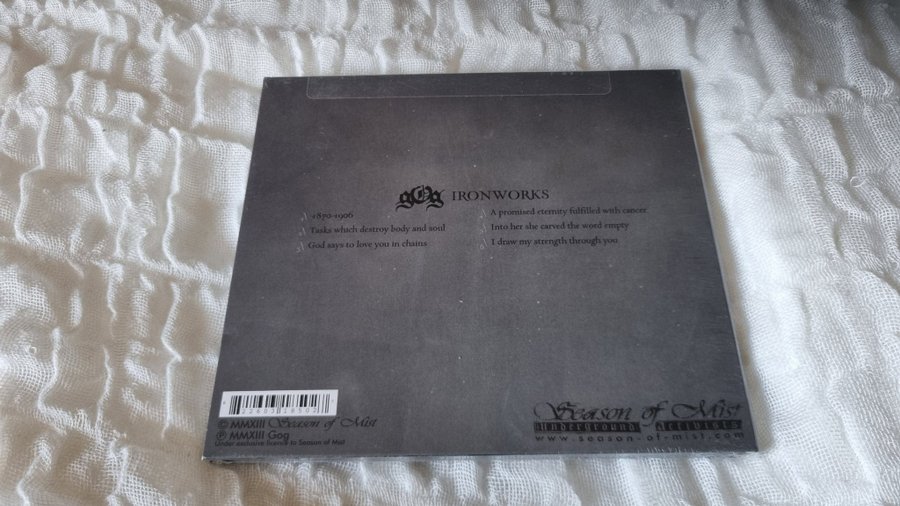 gOg IRONWORKS
1850-1906
Tasks which destroy body and soul
God says to love you in chains
A promised eternity fulfilled with cancer
Into her she carved the word empty
I draw my strength through you
© MMXIII Season of Mist
℗ MMXIII Gog
Under exclusive licence to Season of Mist
Season of Mist
Underground Activists
www.season-of-mist.com